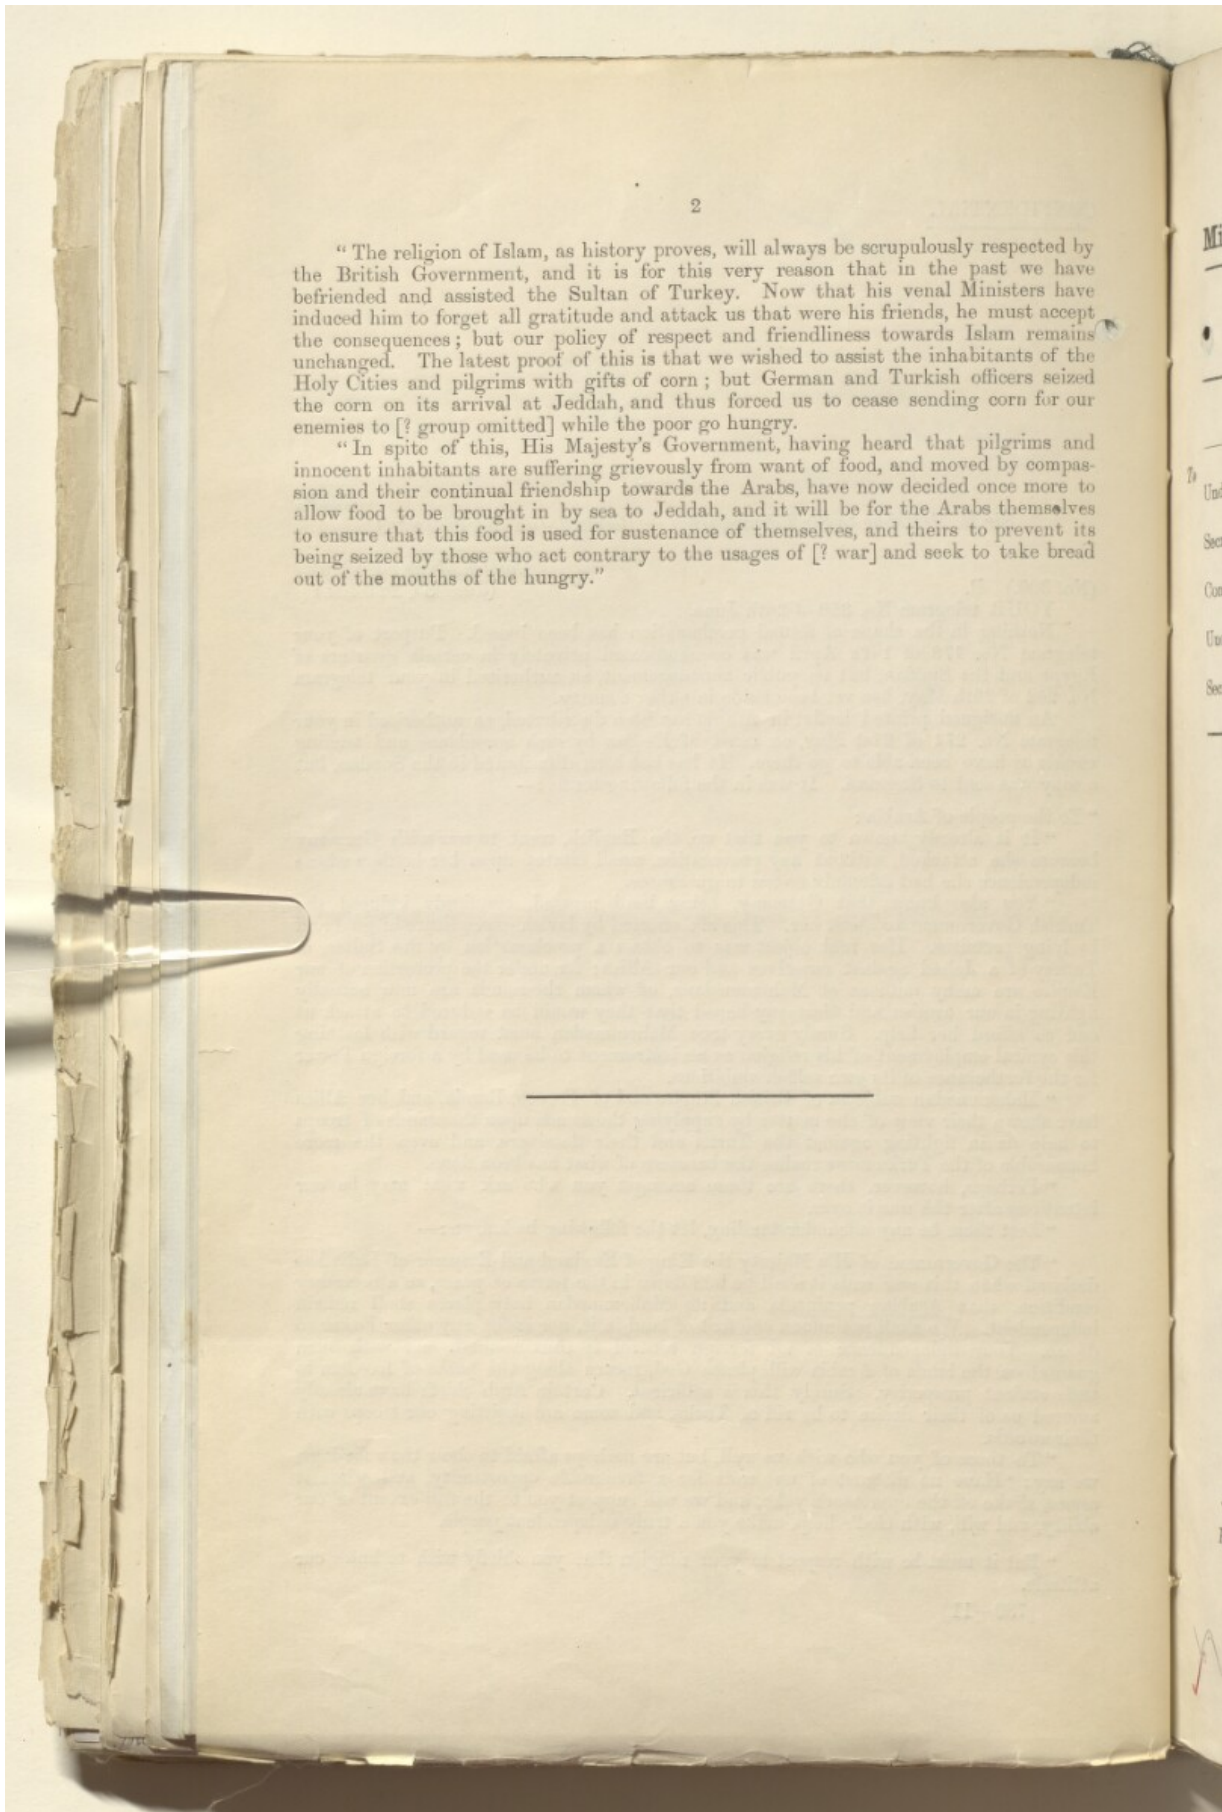 2
“ The religion of Islam, as history proves, will always be scrupulously respected by
the British Government, and it is for this very reason that in the past we have
befriended and assisted the Sultan of Turkey. Now that his venal Ministers have
induced him to forget all gratitude and attack us that were his friends, he must accept
the consequences ; but our policy of respect and friendliness towards Islam remains
unchanged. The latest proof of this is that we wished to assist the inhabitants of the
Holy Cities and pilgrims with gifts of corn ; but German and Turkish officers seized
the corn on its arrival at Jeddah, and thus forced us to cease sending corn for our
enemies to [? group omitted] while the poor go hungry.
“ In spite of this, His Majesty’s Government, having heard that pilgrims and
innocent inhabitants are suffering grievously from want of food, and moved by compas-
sion and their continual friendship towards the Arabs, have now decided once more to
allow food to be brought in by sea to Jeddah, and it will be for the Arabs themselves
to ensure that this food is used for sustenance of themselves, and theirs to prevent its
being seized by those who act contrary to the usages of [? war] and seek to take bread
out of the mouths of the hungry.”
Mi
To
Und
Sec
Con
Un
Sec